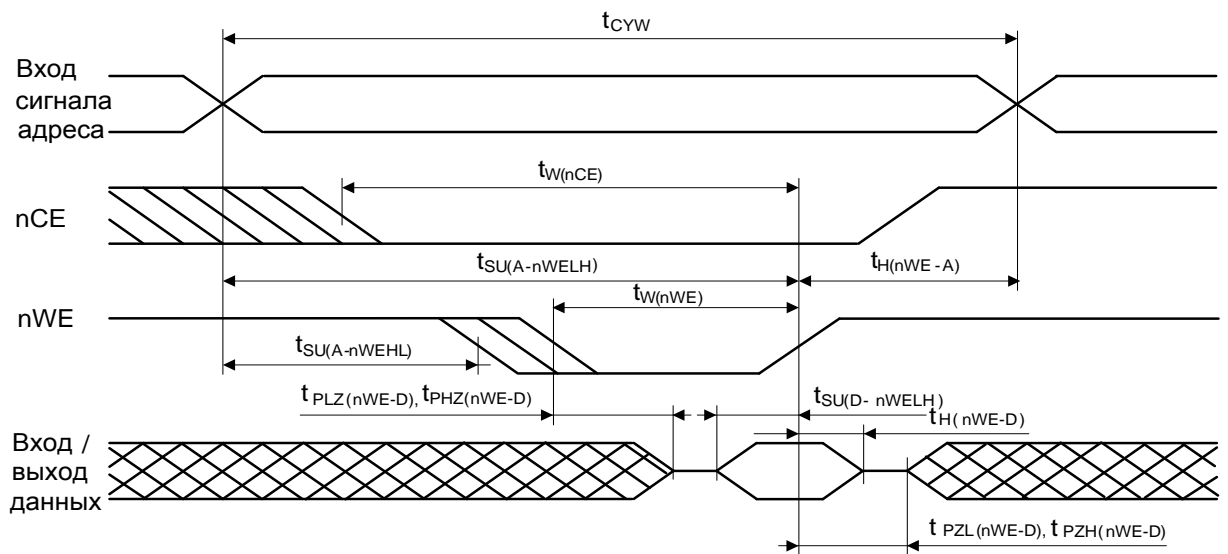 tCYW
Вход
сигнала
адреса
tW(nCE)
nCE
tSU(A-nWELH)
tH(nWE-A)
tW(nWE)
nWE
tSU(A-nWEHL)
tPLZ(nWE-D), tPHZ(nWE-D)
tSU(D- nWELH)
tH(nWE-D)
Вход /
выход
данных
tPZL(nWE-D), tPZH(nWE-D)